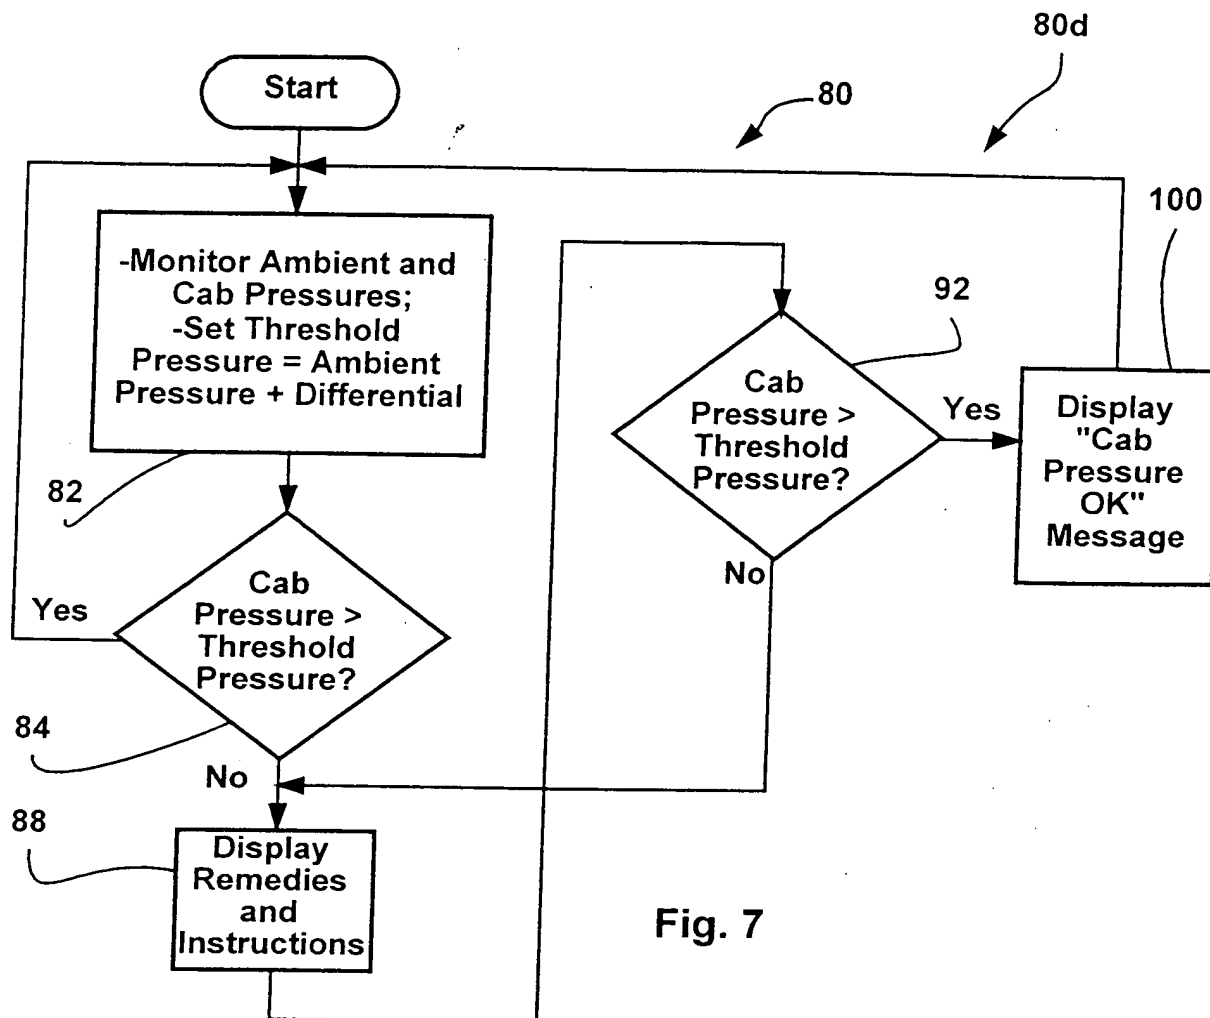 80d
Start
80
100
-Monitor Ambient and
Cab Pressures;
-Set Threshold
Pressure = Ambient
Pressure + Differential
82
92
Cab
Pressure >
Threshold
Pressure?
Yes
No
Display
"Cab
Pressure
OK"
Message
Cab
Pressure >
Threshold
Pressure?
Yes
84
No
88
Display
Remedies
and
Instructions
Fig. 7